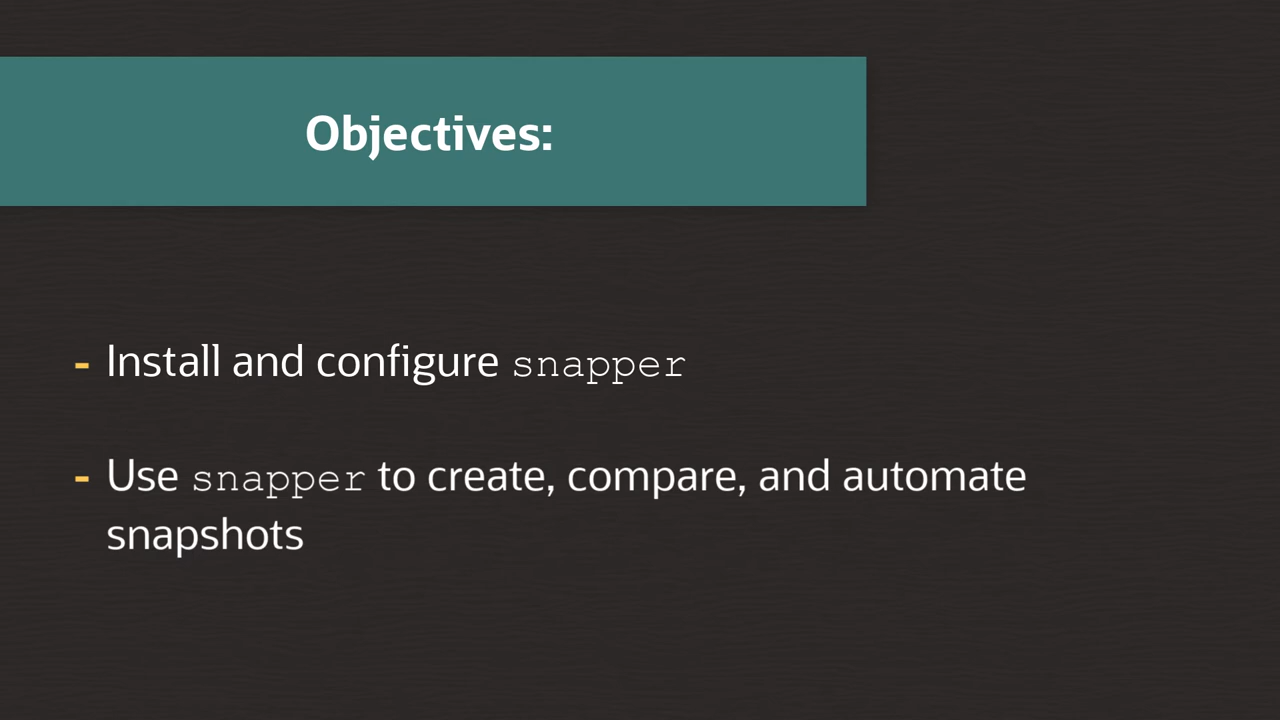 Objectives:
- Install and configure snapper
- Use snapper to create, compare, and automate
snapshots